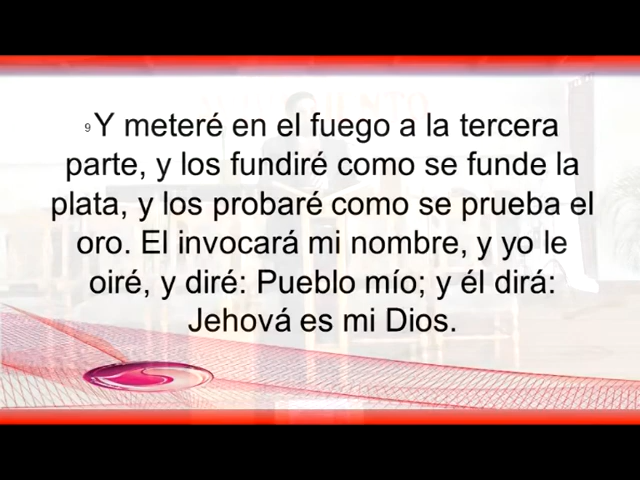 9 Y meteré en el fuego a la tercera
parte, y los fundiré como se funde la
plata, y los probaré como se prueba el
oro. El invocará mi nombre, y yo le
oiré, y diré: Pueblo mío; y él dirá:
Jehová es mi Dios.